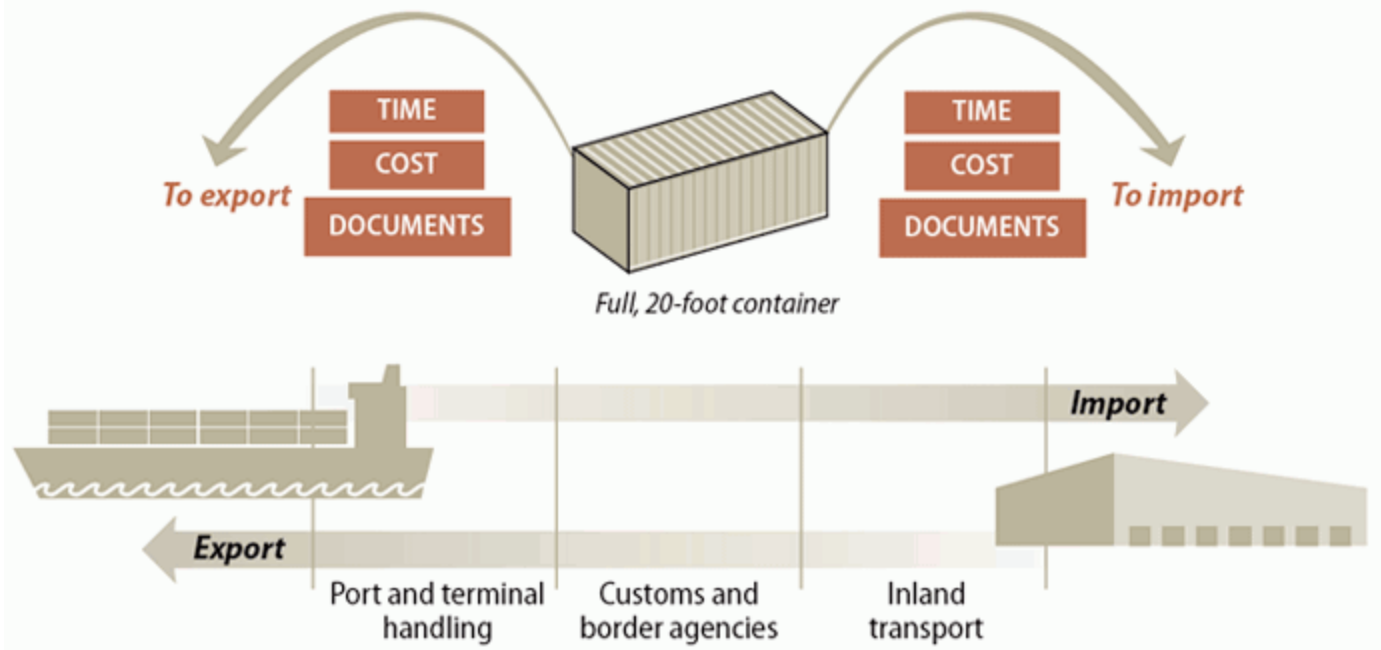 TIME
COST
DOCUMENTS
To export
TIME
COST
DOCUMENTS
To import
Full, 20-foot container
Import
Export
Port and terminal
handling
Customs and
border agencies
Inland
transport